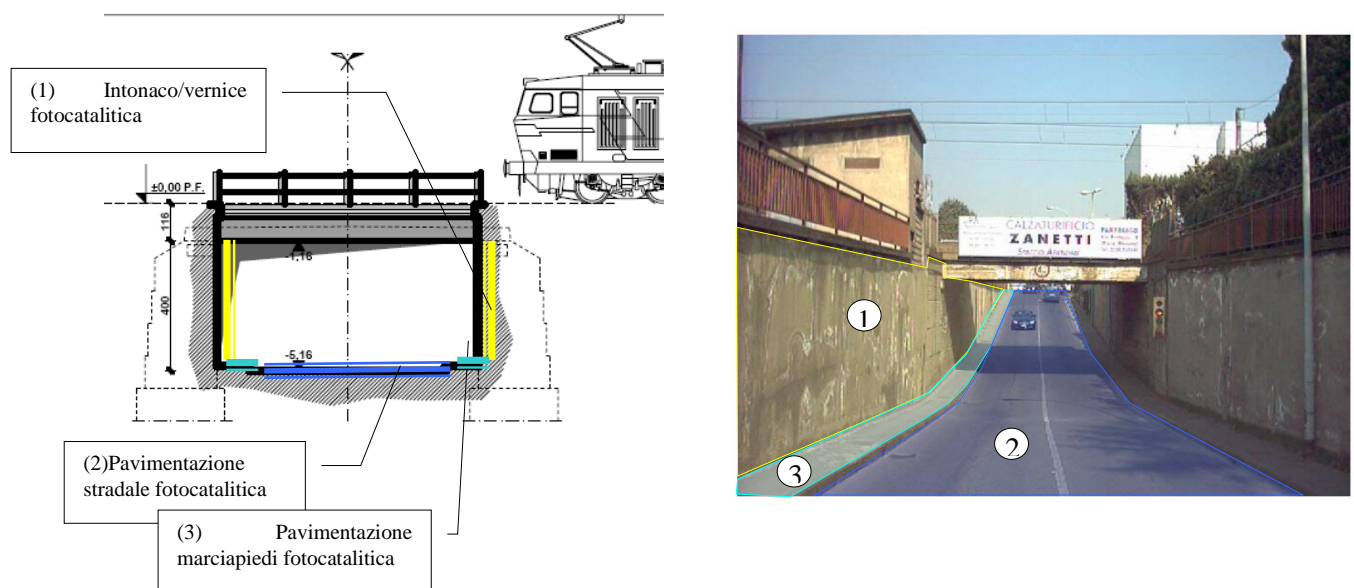 (1) Intonaco/vernice
fotocatalitica
±0,00 P.F.
116
-1,16
400
-5,16
(2)Pavimentazione
stradale fotocatalitica
(3) Pavimentazione
marciapiedi fotocatalitica
CALZATURIFICIO
ZANETTI
PARABIAGO
1
2
3